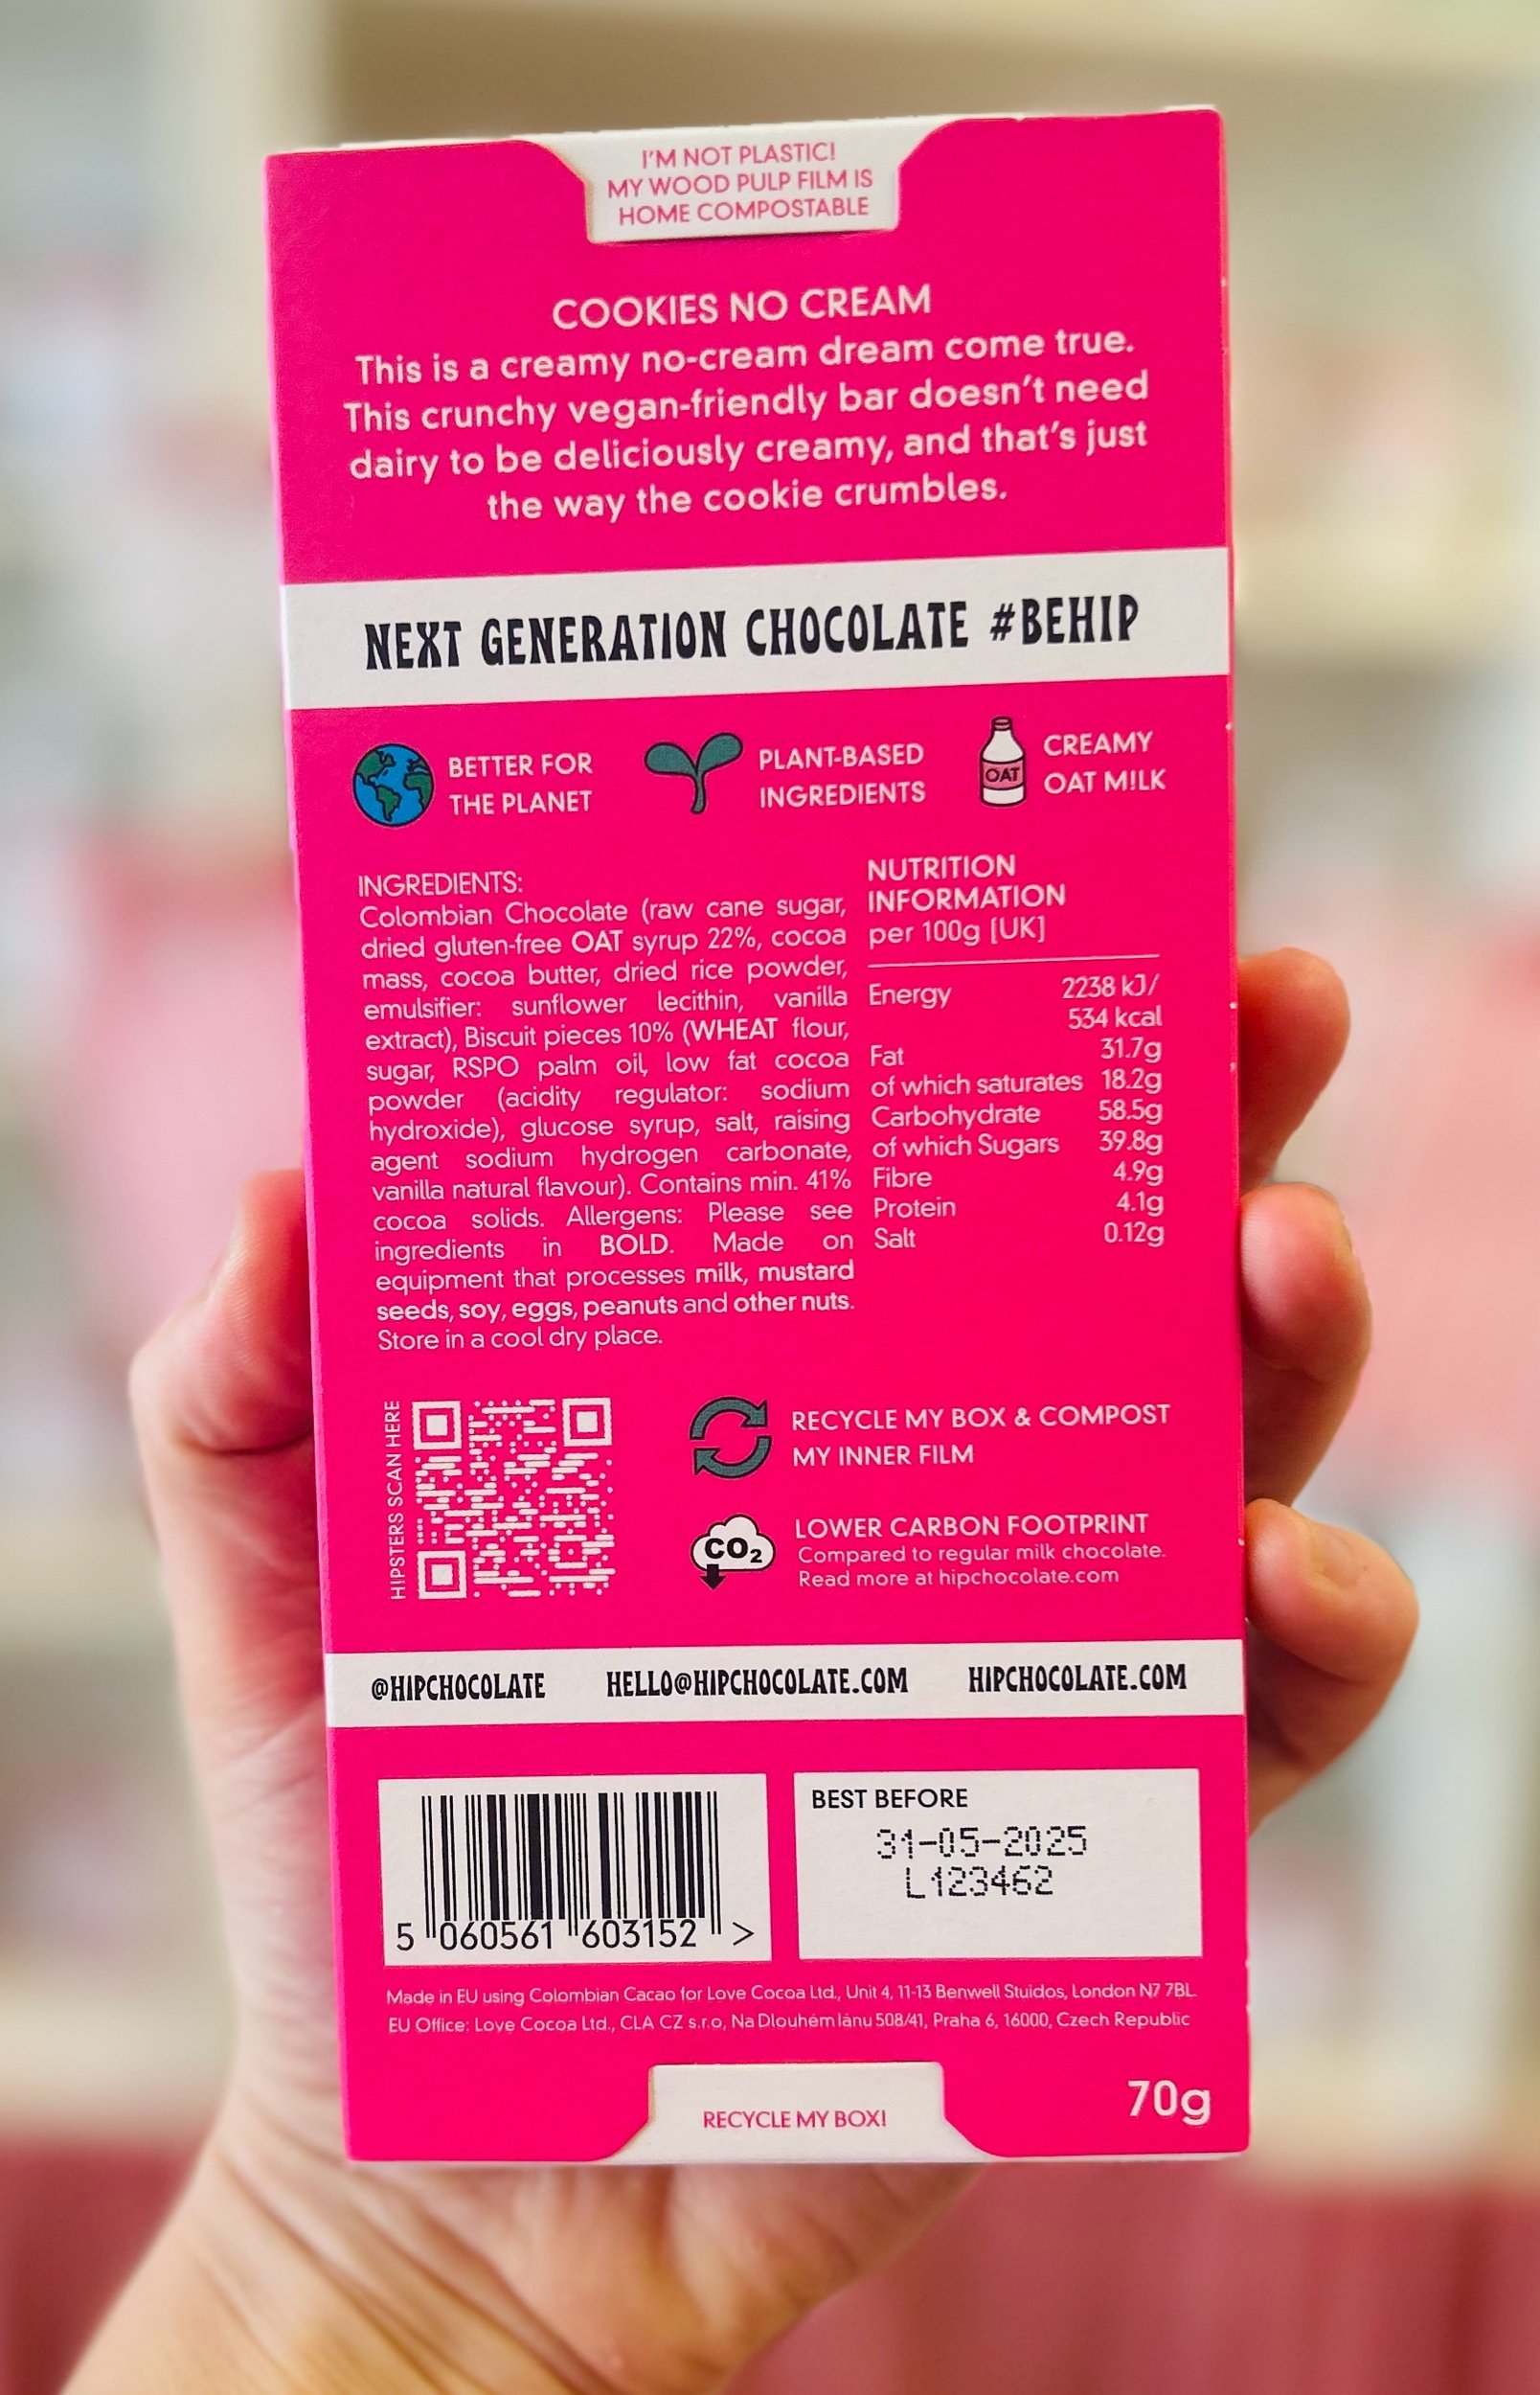 I'M NOT PLASTIC!
MY WOOD PULP FILM IS
HOME COMPOSTABLE
COOKIES NO CREAM
This is a creamy no-cream dream come true.
This crunchy vegan-friendly bar doesn't need
dairy to be deliciously creamy, and that's just
the way the cookie crumbles.
NEXT GENERATION CHOCOLATE #BEHIP
BETTER FOR
THE PLANET
PLANT-BASED
INGREDIENTS
OAT
CREAMY
OAT M!LK
INGREDIENTS:
Colombian Chocolate (raw cane sugar,
dried gluten-free OAT syrup 22%, cocoa
mass, cocoa butter, dried rice powder,
emulsifier: sunflower lecithin, vanilla
extract), Biscuit pieces 10% (WHEAT flour,
sugar, RSPO palm oil, low fat cocoa
powder (acidity regulator: sodium
hydroxide), glucose syrup, salt, raising
agent sodium hydrogen carbonate,
vanilla natural flavour). Contains min. 41%
cocoa solids. Allergens: Please see
ingredients in BOLD. Made on
equipment that processes milk, mustard
seeds, soy, eggs, peanuts and other nuts.
Store in a cool dry place.
NUTRITION
INFORMATION
per 100g [UK]
Energy 2238 kJ/
534 kcal
Fat 31.7g
of which saturates 18.2g
Carbohydrate 58.5g
of which Sugars 39.8g
Fibre 4.9g
Protein 4.1g
Salt 0.12g
H!PSTERS SCAN HERE
RECYCLE MY BOX & COMPOST
MY INNER FILM
CO₂
LOWER CARBON FOOTPRINT
Compared to regular milk chocolate.
Read more at hipchocolate.com
@HIPCHOCOLATE HELLO@HIPCHOCOLATE.COM HIPCHOCOLATE.COM
5 060561 603152 >
BEST BEFORE
31-05-2025
L123462
Made in EU using Colombian Cacao for Love Cocoa Ltd., Unit 4, 11-13 Benwell Stuidos, London N7 7BL.
EU Office: Love Cocoa Ltd., CLA CZ s.r.o, Na Dlouhém lánu 508/41, Praha 6, 16000, Czech Republic
70g
RECYCLE MY BOX!